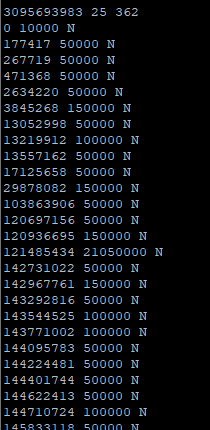 3095693983 25 362
0 10000 N
177417 50000 N
267719 50000 N
471368 50000 N
2634220 50000 N
3845268 150000 N
13052998 50000 N
13219912 100000 N
13557162 50000 N
17125658 50000 N
29878082 150000 N
103863906 50000 N
120697156 50000 N
120936695 150000 N
121485434 21050000 N
142731022 50000 N
142967761 150000 N
143292816 50000 N
143544525 100000 N
143771002 100000 N
144095783 50000 N
144224481 50000 N
144401744 50000 N
144622413 50000 N
144710724 100000 N
145833118 50000 N